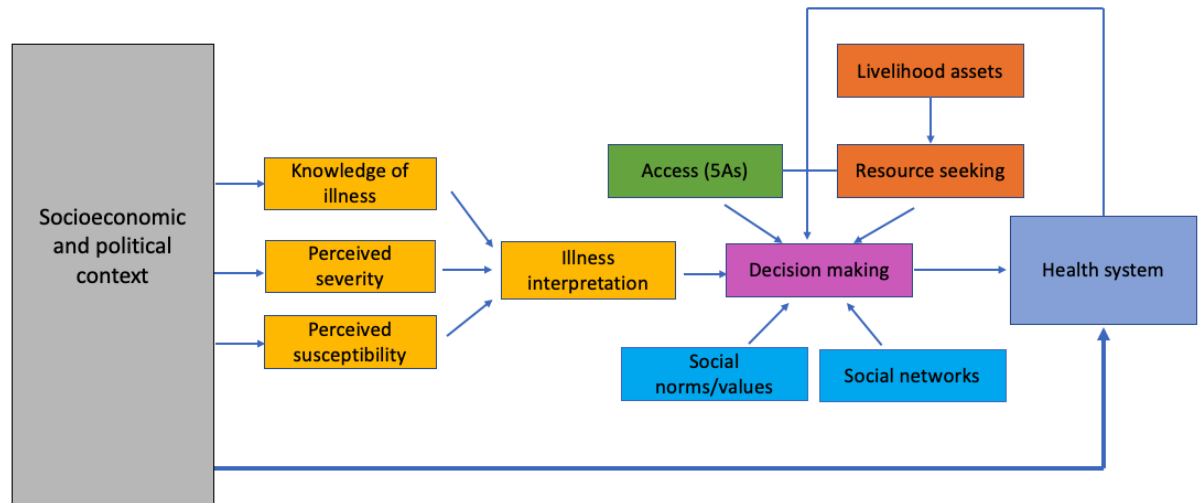 Socioeconomic
and political
context
Knowledge of
illness
Perceived
severity
Perceived
susceptibility
Illness
interpretation
Livelihood assets
Access (5As)
Resource seeking
Decision making
Health system
Social
norms/values
Social networks